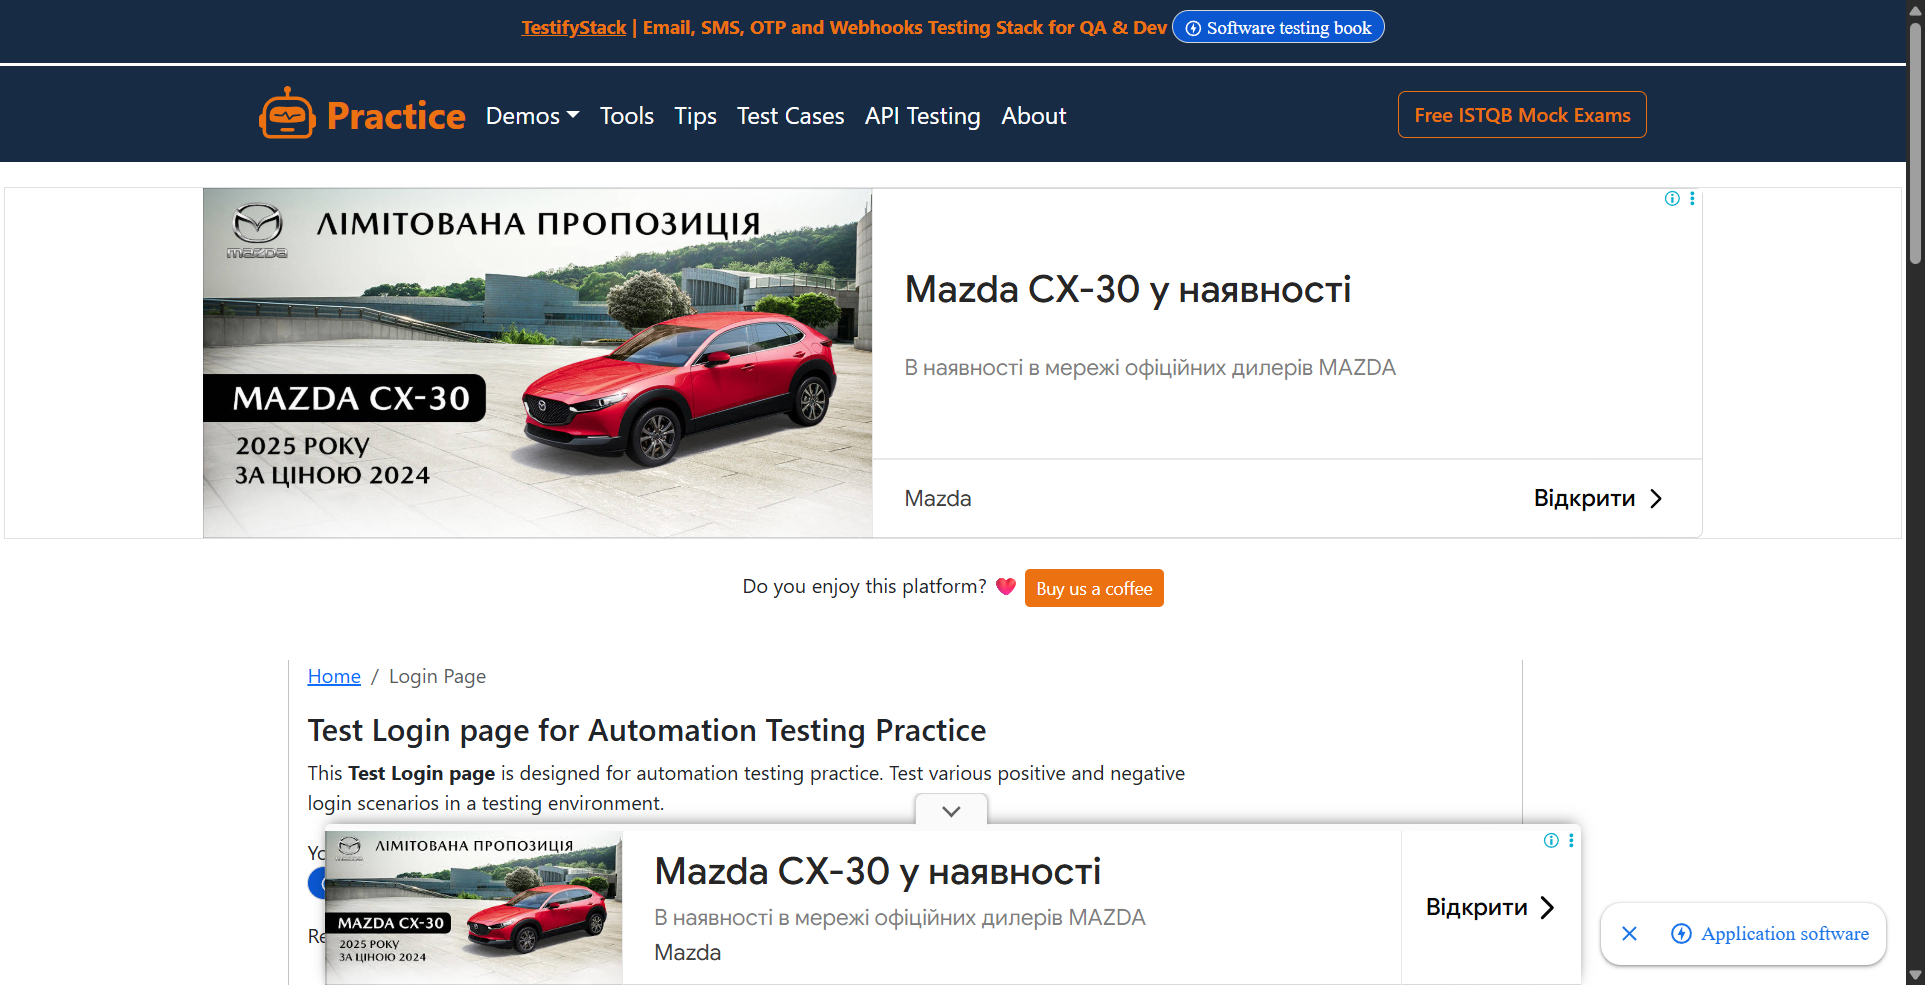 TestifyStack | Email, SMS, OTP and Webhooks Testing Stack for QA & Dev Software testing book
Practice Demos Tools Tips Test Cases API Testing About Free ISTQB Mock Exams
mazda
ЛІМІТОВАНА ПРОПОЗИЦІЯ
MAZDA CX-30
2025 РОКУ
ЗА ЦІНОЮ 2024
Mazda CX-30 у наявності
В наявності в мережі офіційних дилерів MAZDA
Mazda Відкрити
Do you enjoy this platform? Buy us a coffee
Home / Login Page
Test Login page for Automation Testing Practice
This Test Login page is designed for automation testing practice. Test various positive and negative
login scenarios in a testing environment.
ЛІМІТОВАНА ПРОПОЗИЦІЯ
MAZDA CX-30
2025 РОКУ
ЗА ЦІНОЮ 2024
Mazda CX-30 у наявності
В наявності в мережі офіційних дилерів MAZDA
Mazda
Відкрити
Application software